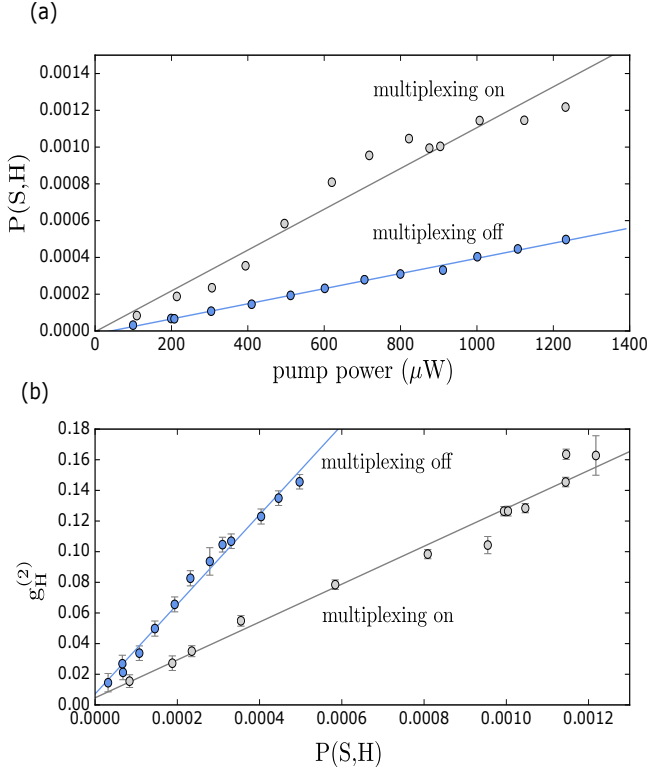 (a)
0.0014
0.0012
0.0010
0.0008
0.0006
0.0004
0.0002
0.0000
P(S,H)
multiplexing on
multiplexing off
0 200 400 600 800 1000 1200 1400
pump power (μW)
(b)
0.18
0.16
0.14
0.12
0.10
0.08
0.06
0.04
0.02
0.00
g_H^(2)
multiplexing off
multiplexing on
0.0000 0.0002 0.0004 0.0006 0.0008 0.0010 0.0012
P(S,H)